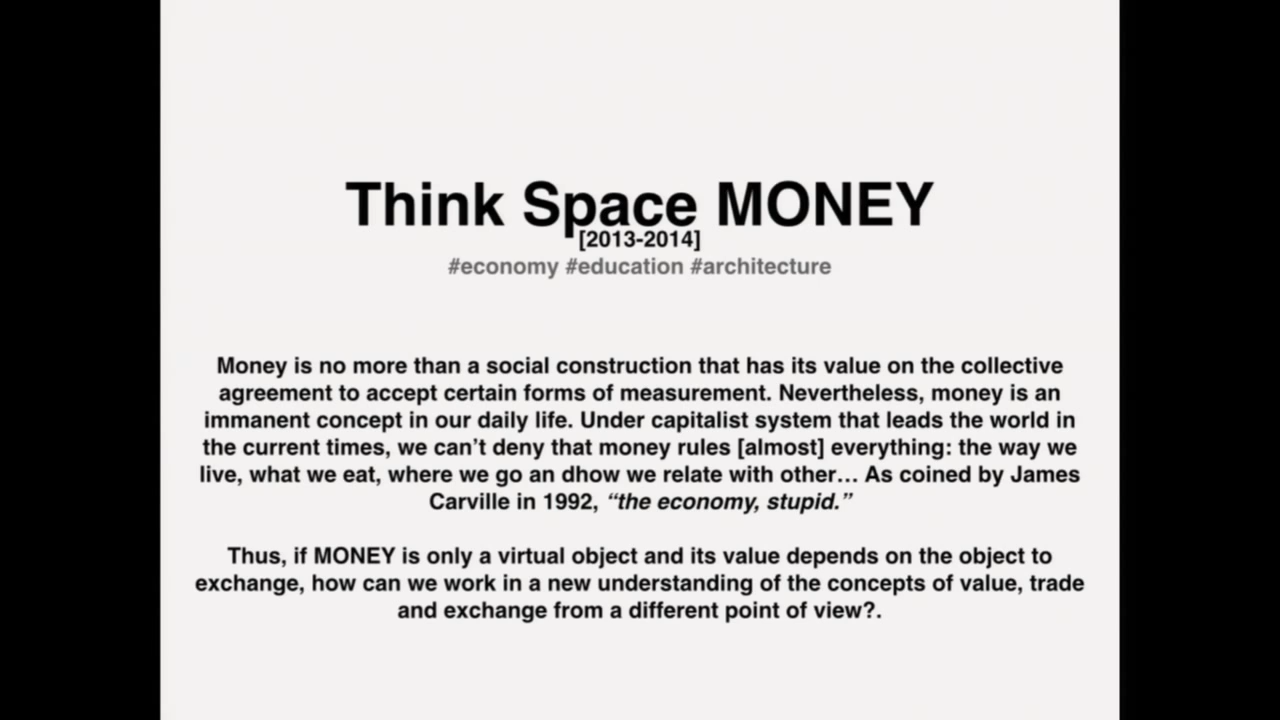 Think Space MONEY
[2013-2014]
#economy #education #architecture
Money is no more than a social construction that has its value on the collective
agreement to accept certain forms of measurement. Nevertheless, money is an
immanent concept in our daily life. Under capitalist system that leads the world in
the current times, we can’t deny that money rules [almost] everything: the way we
live, what we eat, where we go an dhow we relate with other… As coined by James
Carville in 1992, “the economy, stupid.”
Thus, if MONEY is only a virtual object and its value depends on the object to
exchange, how can we work in a new understanding of the concepts of value, trade
and exchange from a different point of view?.